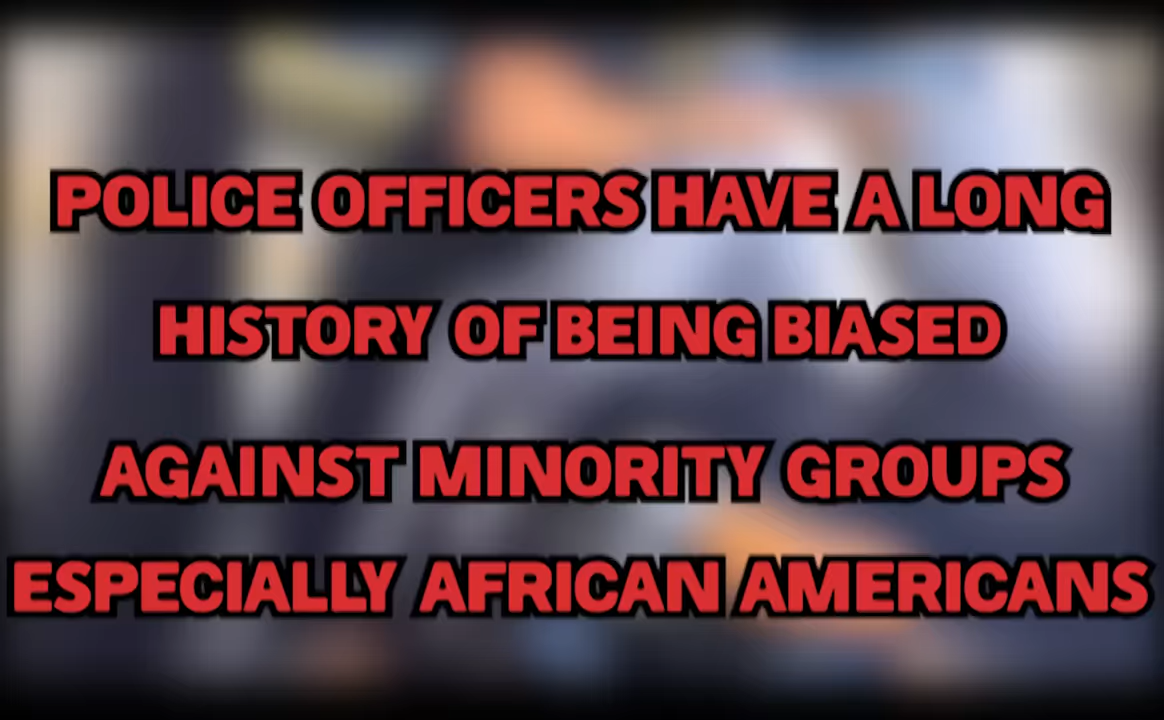 POLICE OFFICERS HAVE A LONG
HISTORY OF BEING BIASED
AGAINST MINORITY GROUPS
ESPECIALLY AFRICAN AMERICANS